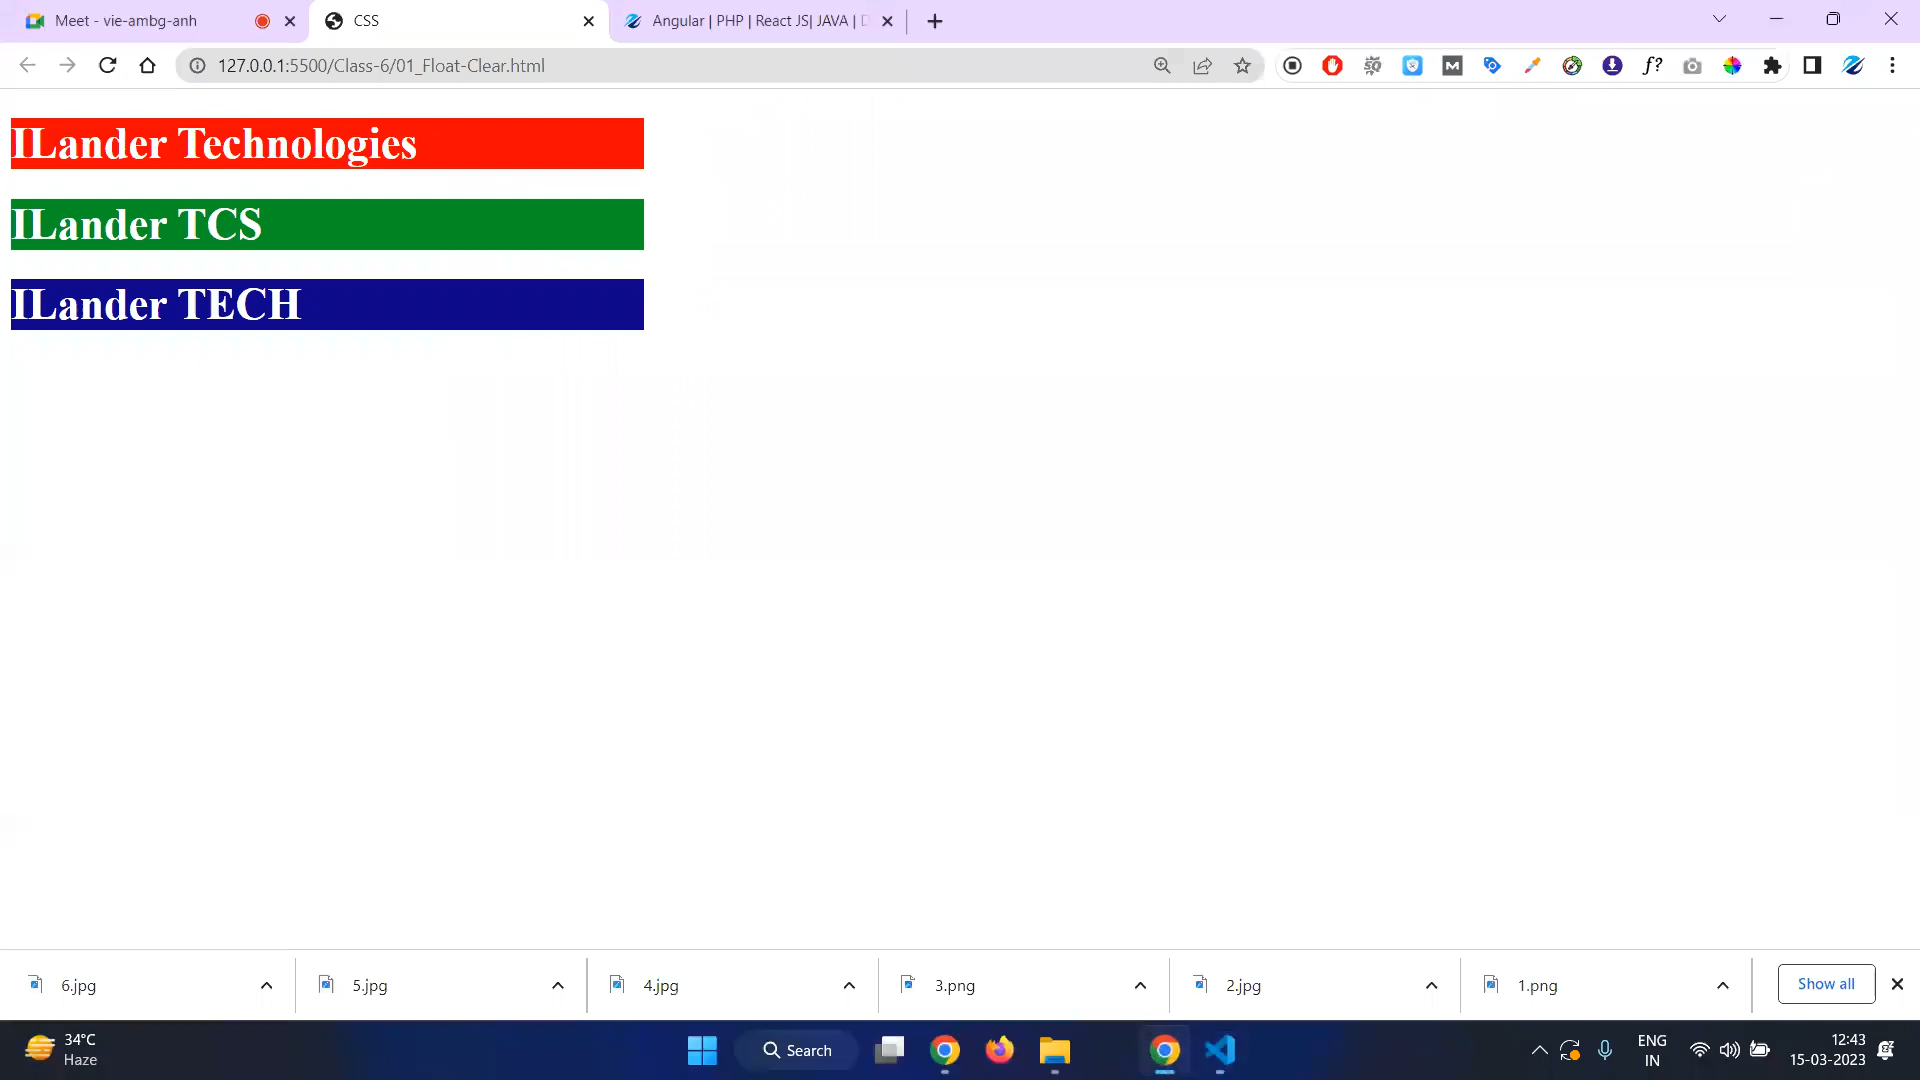 Meet - vie-ambg-anh
CSS
Angular | PHP | React JS| JAVA |
127.0.0.1:5500/Class-6/01_Float-Clear.html
ILander Technologies
ILander TCS
ILander TECH
6.jpg
5.jpg
4.jpg
3.png
2.jpg
1.png
Show all
34°C
Haze
Search
ENG
IN
12:43
15-03-2023